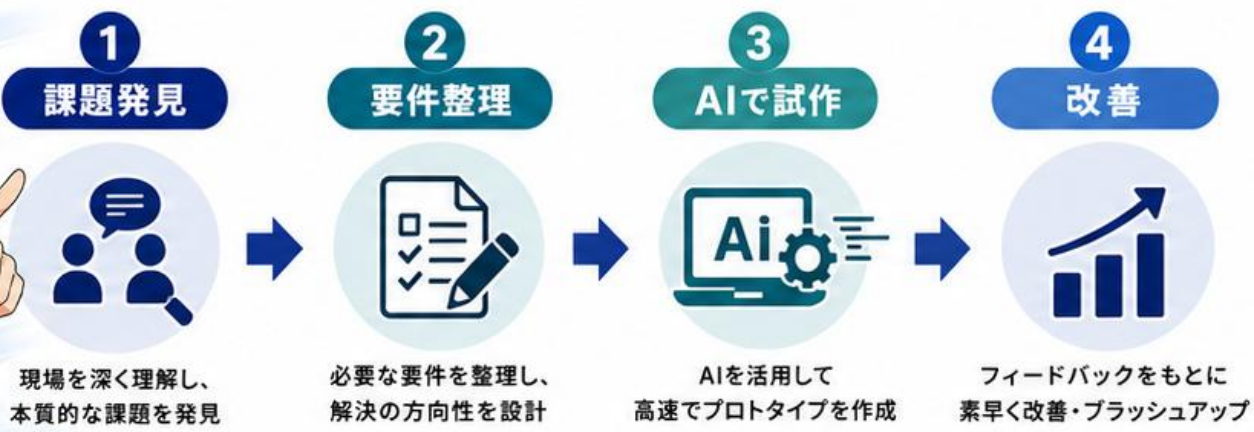 1
課題発見
現場を深く理解し、
本質的な課題を発見
2
要件整理
必要な要件を整理し、
解決の方向性を設計
3
AIで試作
Ai
AIを活用して
高速でプロトタイプを作成
4
改善
フィードバックをもとに
素早く改善・ブラッシュアップ